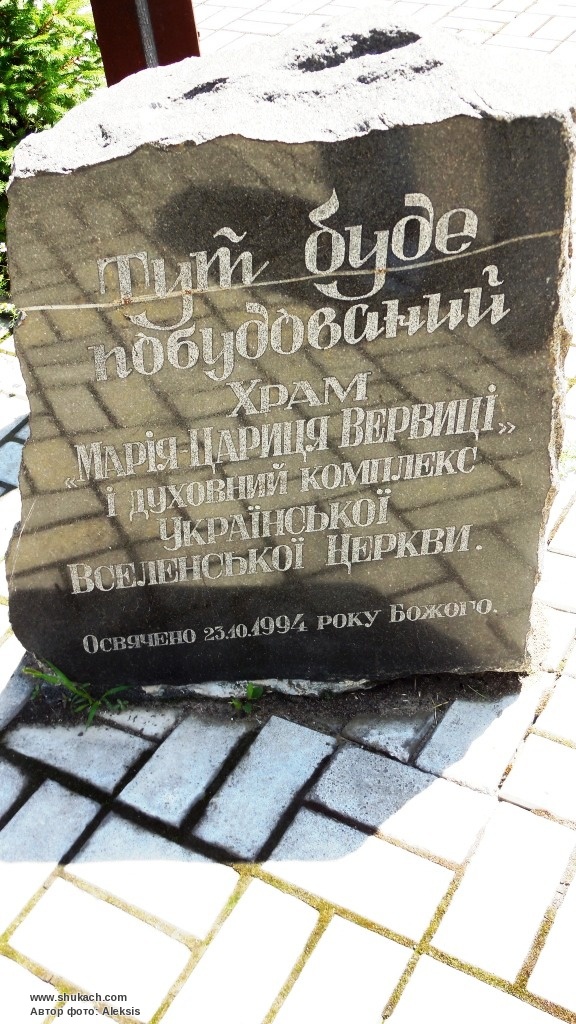 Тут буде
побудований
Храм
„Марія-Цариця Вервиці”
і духовний комплекс
Української
Вселенської Церкви.
Освячено 23.10.1994 року Божого.
www.shukach.com
Автор фото: Aleksis